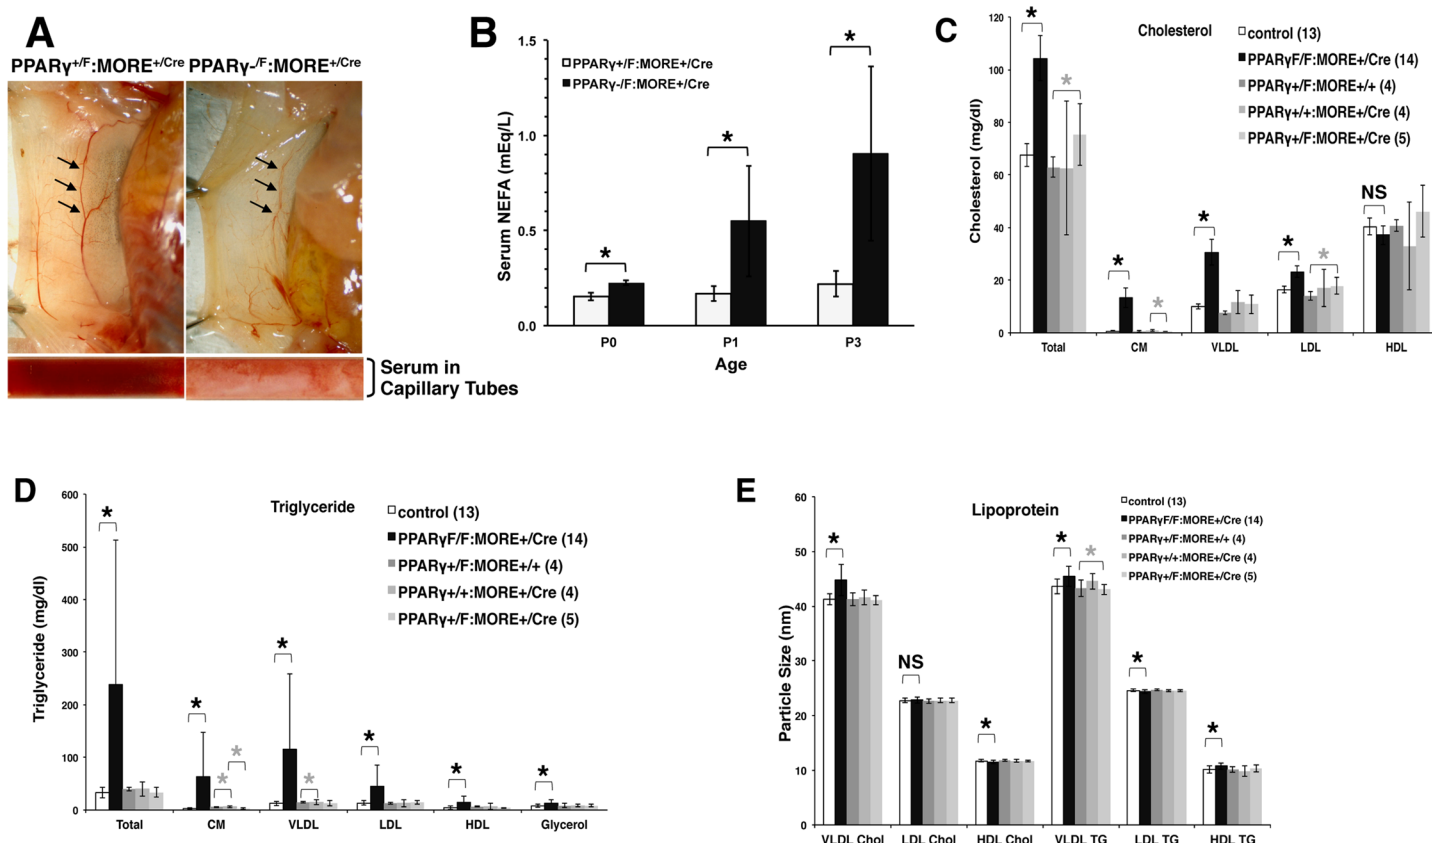 A
PPARγ+/F:MORE+/Cre PPARγ-/F:MORE+/Cre
Serum in
Capillary Tubes
B
1.5
1.0
0.5
0.0
Serum NEFA (mEq/L)
PPARγ+/F:MORE+/Cre
PPARγ-/F:MORE+/Cre
*
*
*
P0 P1 P3
Age
C
Cholesterol
120
100
80
60
40
20
0
Cholesterol (mg/dl)
control (13)
PPARγF/F:MORE+/Cre (14)
PPARγ+/F:MORE+/+ (4)
PPARγ+/+:MORE+/Cre (4)
PPARγ+/F:MORE+/Cre (5)
* *
* *
*
* *
NS
Total CM VLDL LDL HDL
D
Triglyceride
600
500
400
300
200
100
0
Triglyceride (mg/dl)
control (13)
PPARγF/F:MORE+/Cre (14)
PPARγ+/F:MORE+/+ (4)
PPARγ+/+:MORE+/Cre (4)
PPARγ+/F:MORE+/Cre (5)
*
* * *
* *
*
*
*
Total CM VLDL LDL HDL Glycerol
E
Lipoprotein
60
50
40
30
20
10
0
Particle Size (nm)
control (13)
PPARγF/F:MORE+/Cre (14)
PPARγ+/F:MORE+/+ (4)
PPARγ+/+:MORE+/Cre (4)
PPARγ+/F:MORE+/Cre (5)
*
NS
*
* *
*
*
VLDL Chol LDL Chol HDL Chol VLDL TG LDL TG HDL TG